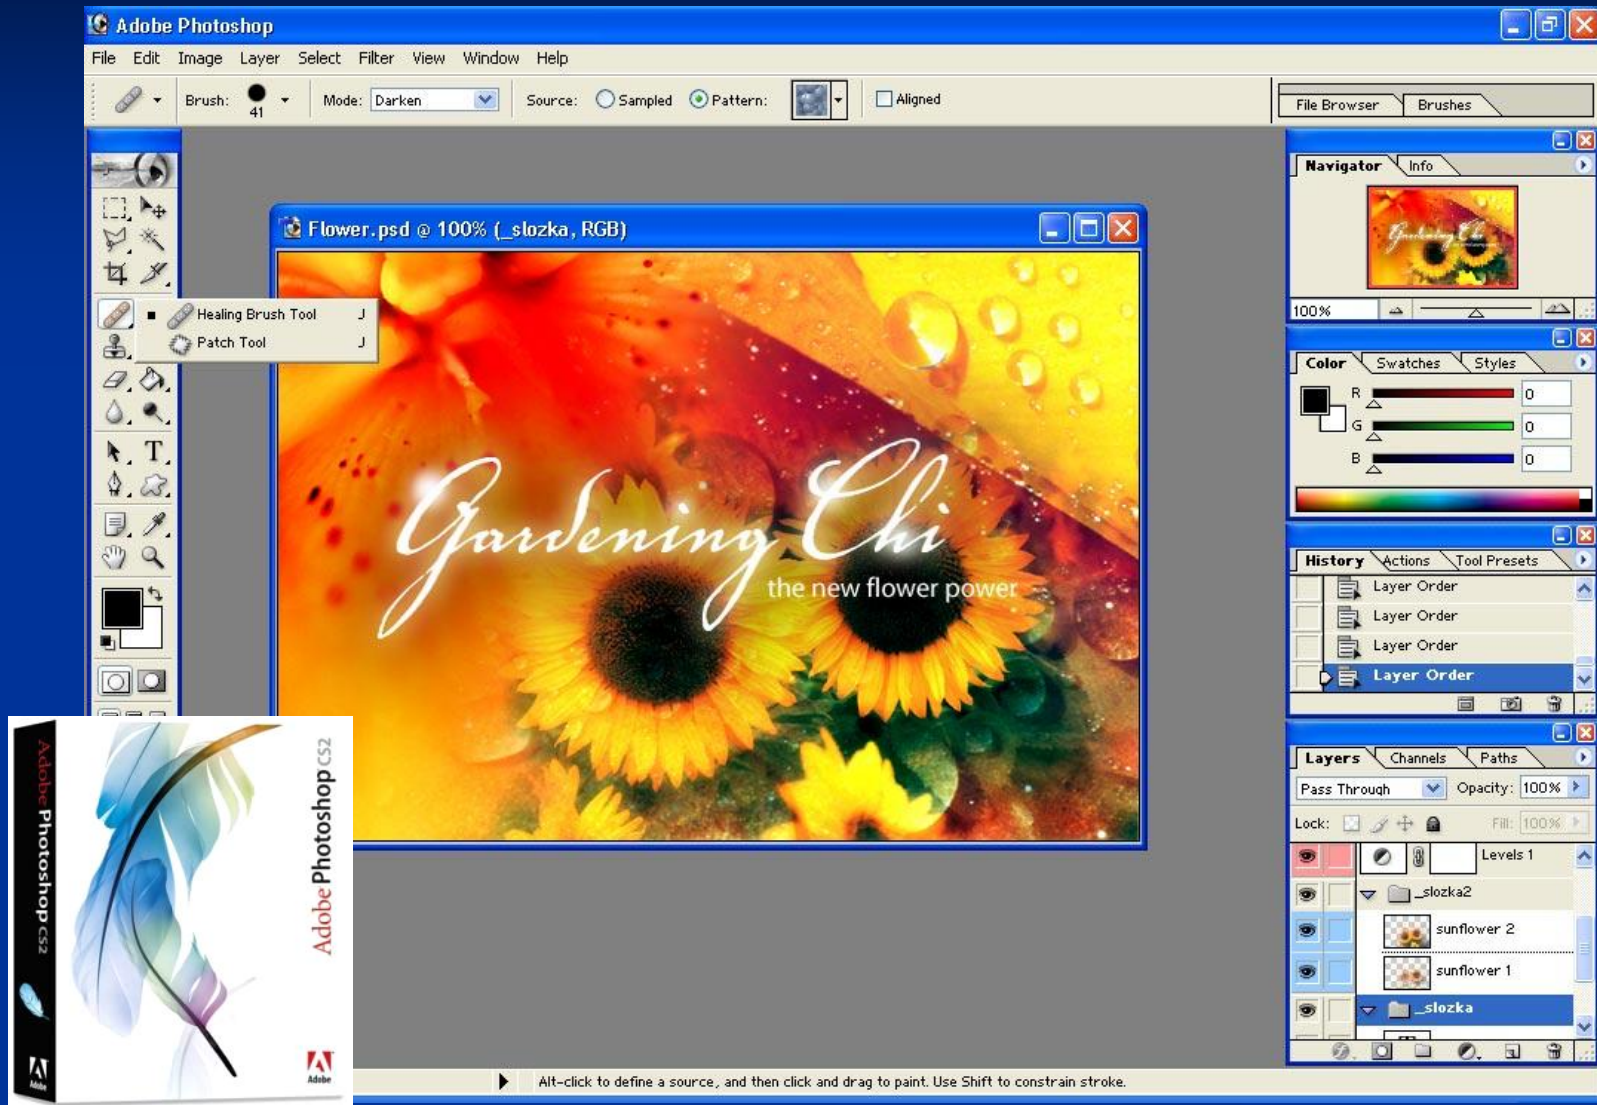 Adobe Photoshop
File Edit Image Layer Select Filter View Window Help
Brush: 41 Mode: Darken Source: Sampled Pattern: Aligned
File Browser Brushes
Navigator Info
100%
Flower.psd @ 100% (_slozka, RGB)
Healing Brush Tool J
Patch Tool J
Gardening Chi
the new flower power
Color Swatches Styles
R 0
G 0
B 0
History Actions Tool Presets
Layer Order
Layer Order
Layer Order
Layer Order
Layers Channels Paths
Pass Through Opacity: 100%
Lock: Fill: 100%
Levels 1
_slozka2
sunflower 2
sunflower 1
_slozka
Adobe Photoshop CS2
Adobe
Adobe Photoshop CS2
Adobe
Alt-click to define a source, and then click and drag to paint. Use Shift to constrain stroke.